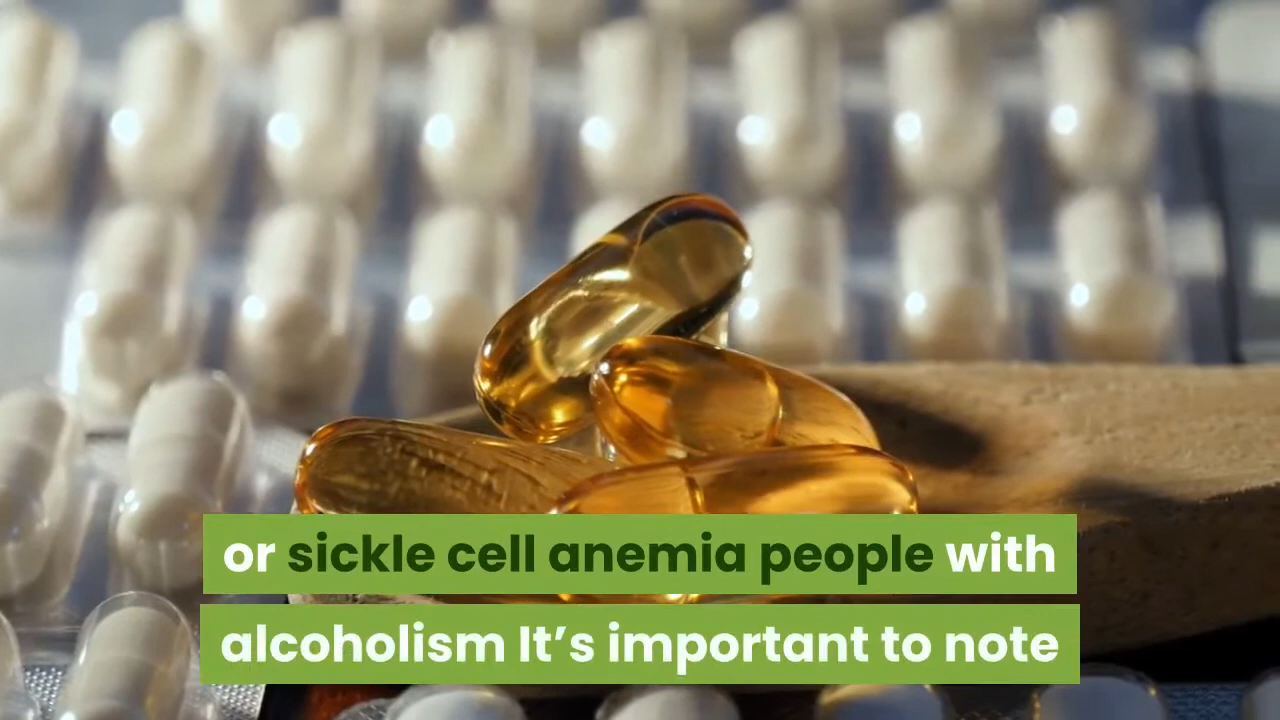 or sickle cell anemia people with
alcoholism It’s important to note